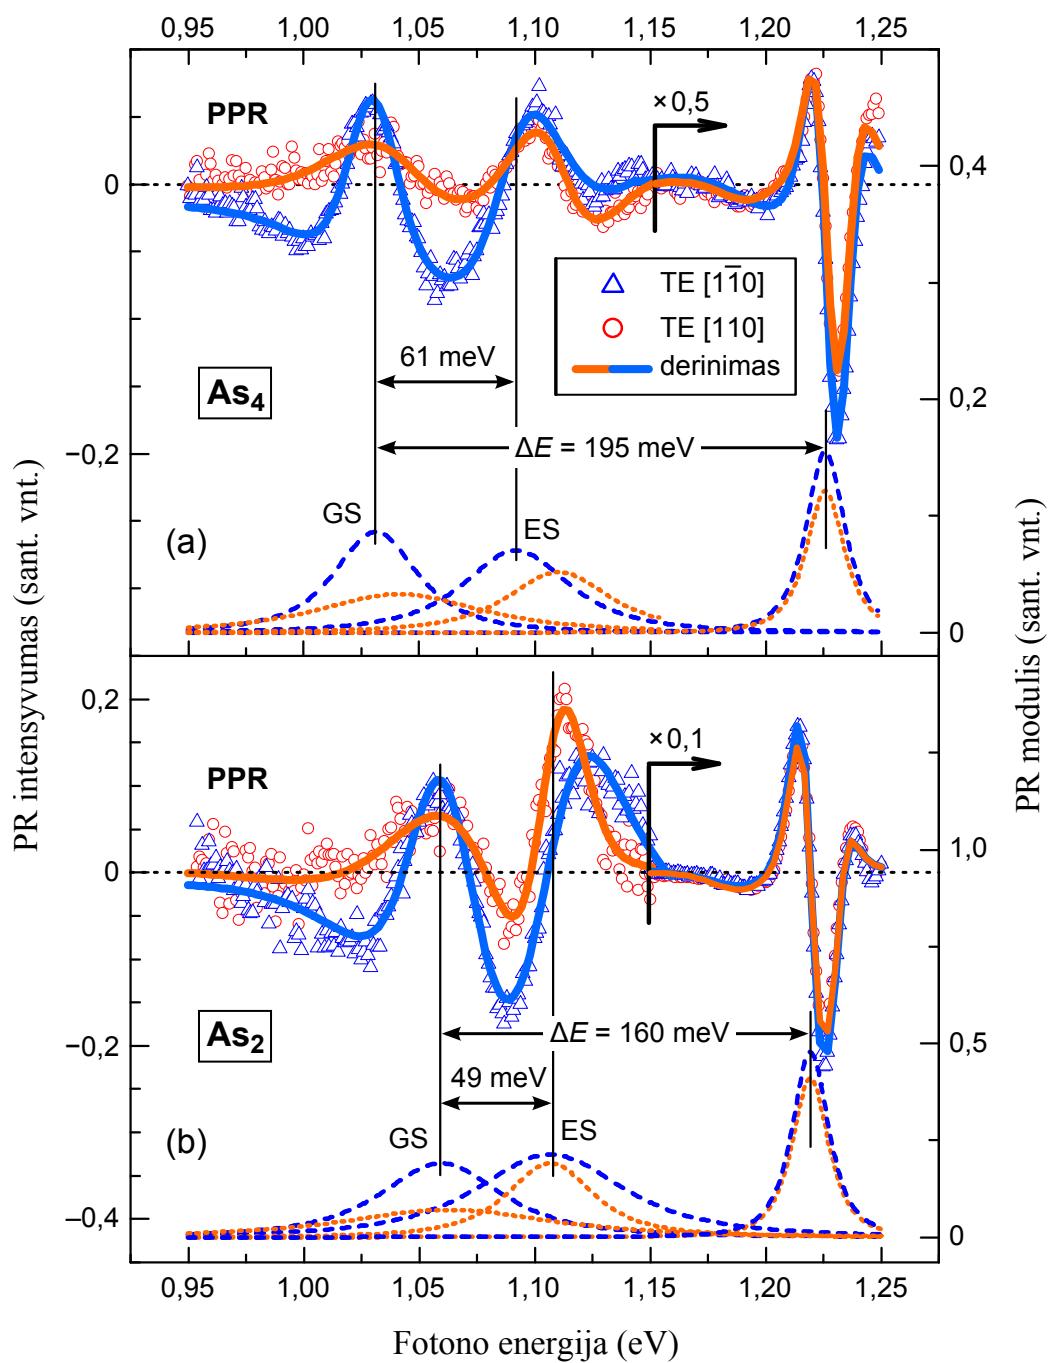 0,95 1,00 1,05 1,10 1,15 1,20 1,25
PPR
×0,5
0
0,4
TE [11̅0]
TE [110]
derinimas
61 meV
As₄
0,2
−0,2
ΔE = 195 meV
GS
ES
(a)
0
0,2
×0,1
PPR
1,0
0
As₂
ΔE = 160 meV
−0,2
0,5
49 meV
GS
ES
(b)
−0,4
0
0,95 1,00 1,05 1,10 1,15 1,20 1,25
Fotono energija (eV)
PR intensyvumas (sant. vnt.)
PR modulis (sant. vnt.)